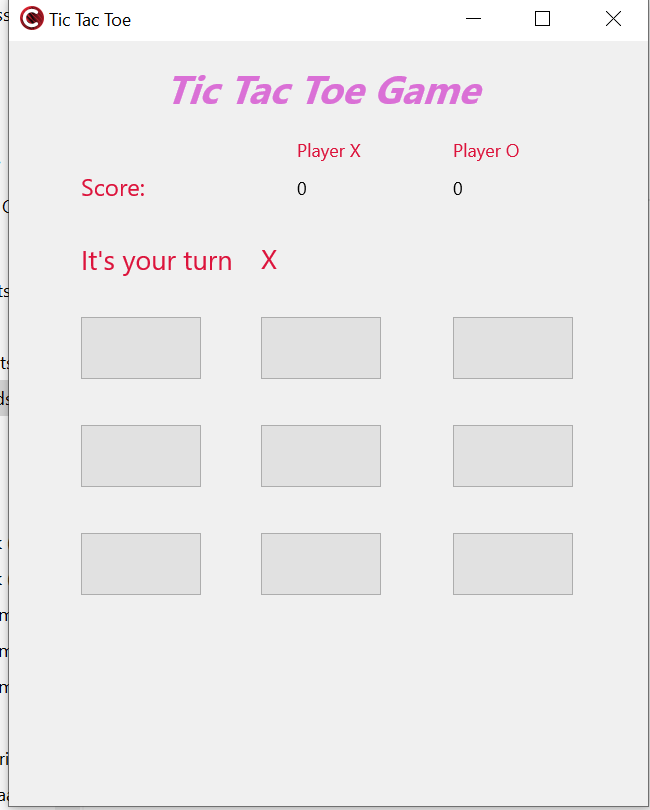 Tic Tac Toe
Tic Tac Toe Game
Player X Player O
Score: 0 0
It's your turn X